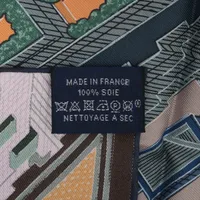 MADE IN FRANCE
100% SOIE
NETTOYAGE A SEC